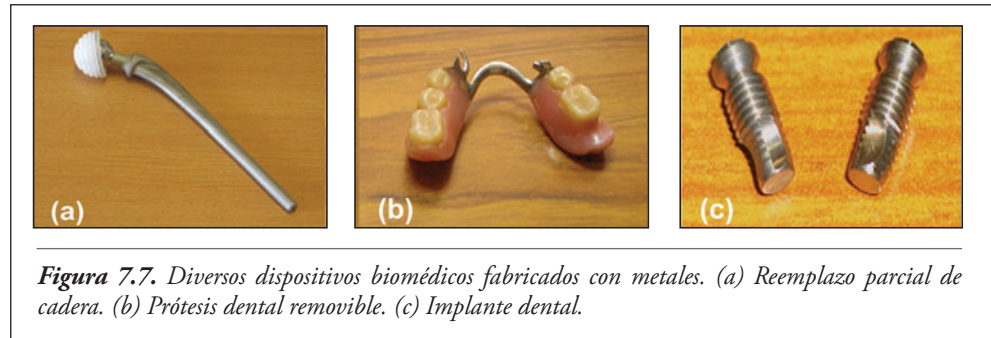 (a)
(b)
(c)
Figura 7.7. Diversos dispositivos biomédicos fabricados con metales. (a) Reemplazo parcial de
cadera. (b) Prótesis dental removible. (c) Implante dental.